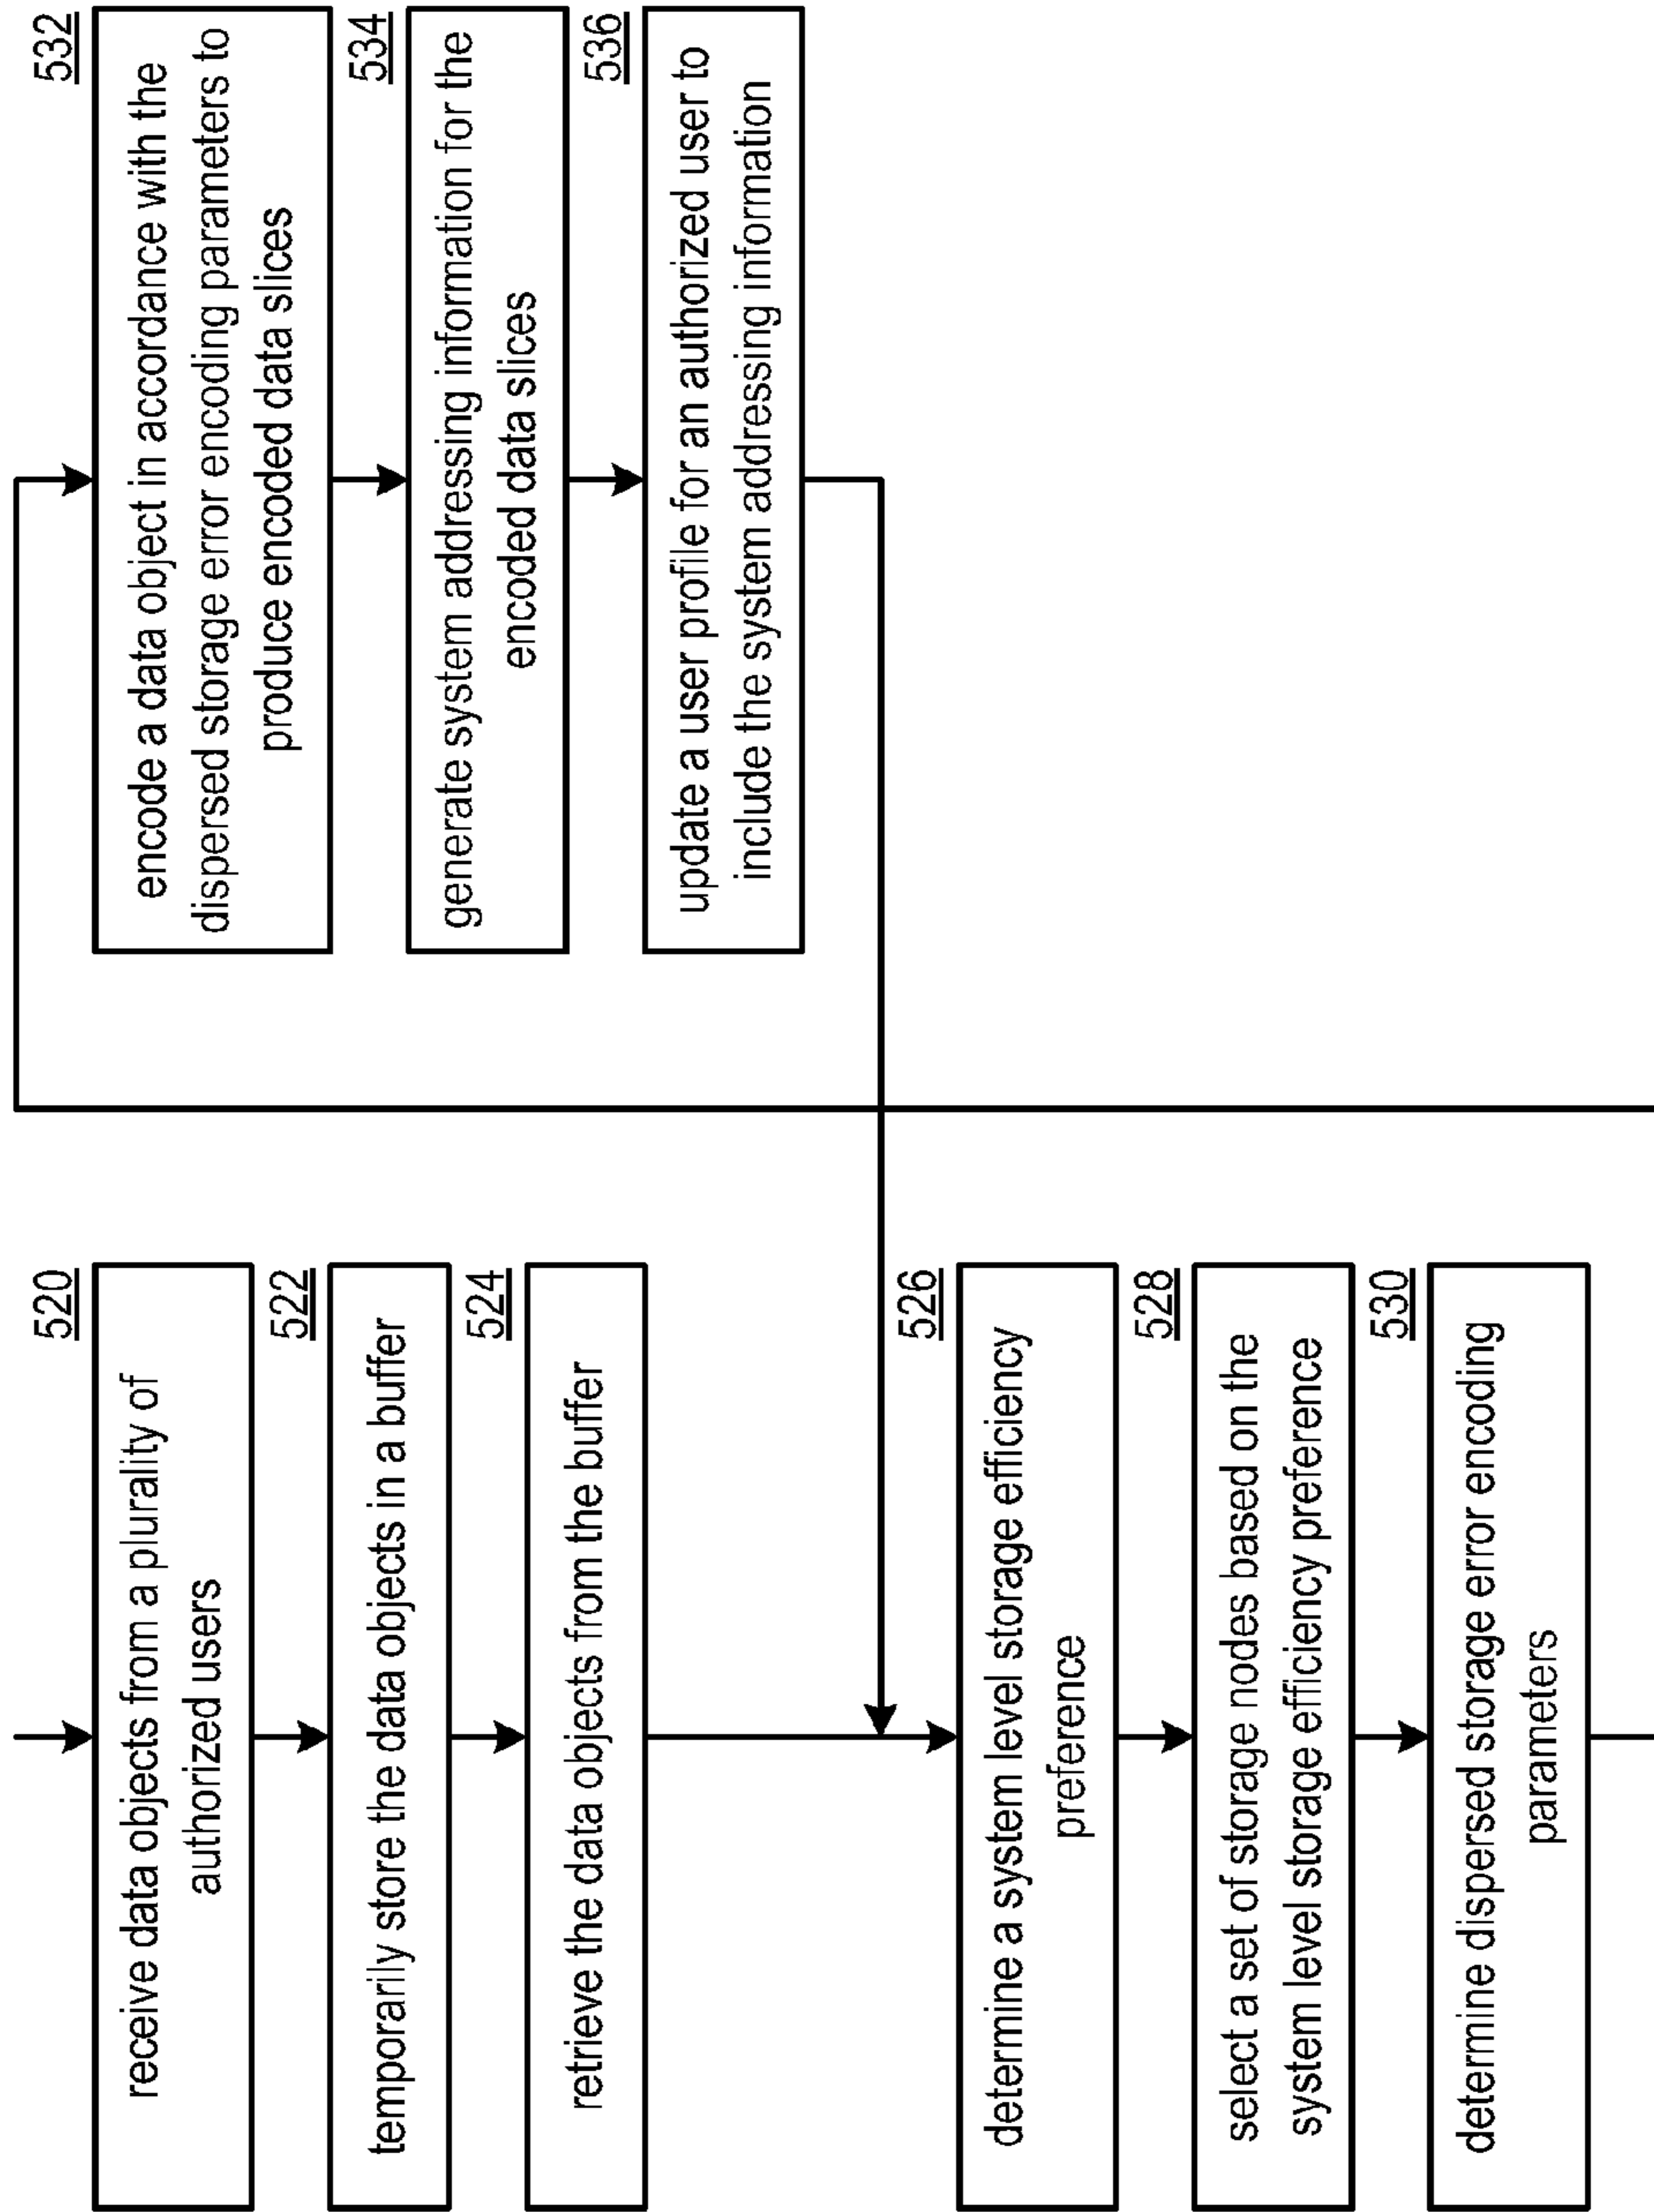 520
receive data objects from a plurality of
authorized users
522
temporarily store the data objects in a buffer
524
retrieve the data objects from the buffer
526
determine a system level storage efficiency
preference
528
select a set of storage nodes based on the
system level storage efficiency preference
530
determine dispersed storage error encoding
parameters
532
encode a data object in accordance with the
dispersed storage error encoding parameters to
produce encoded data slices
534
generate system addressing information for the
encoded data slices
536
update a user profile for an authorized user to
include the system addressing information